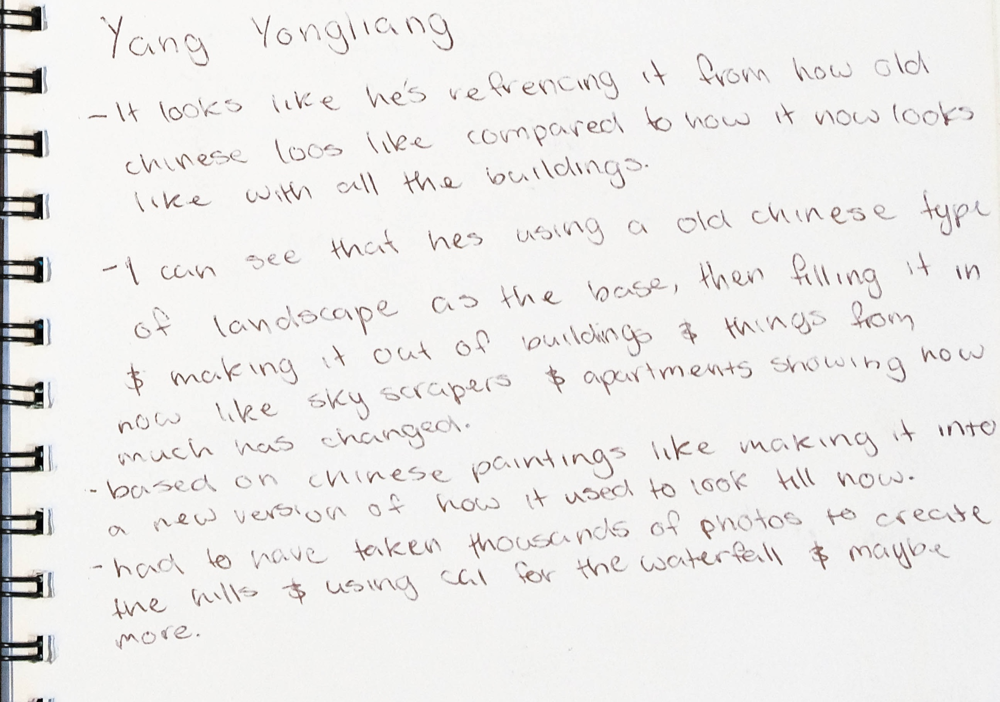 Yang Yongliang
- It looks like he's refrencing it from how old
chinese loos like compared to how it now looks
like with all the buildings.
- I can see that hes using a old chinese type
of landscape as the base, then filling it in
& making it out of buildings & things from
now like sky scrapers & apartments showing how
much has changed.
- based on chinese paintings like making it into
a new version of how it used to look till now.
- had to have taken thousands of photos to create
the hills & using for the waterfall & maybe
more.